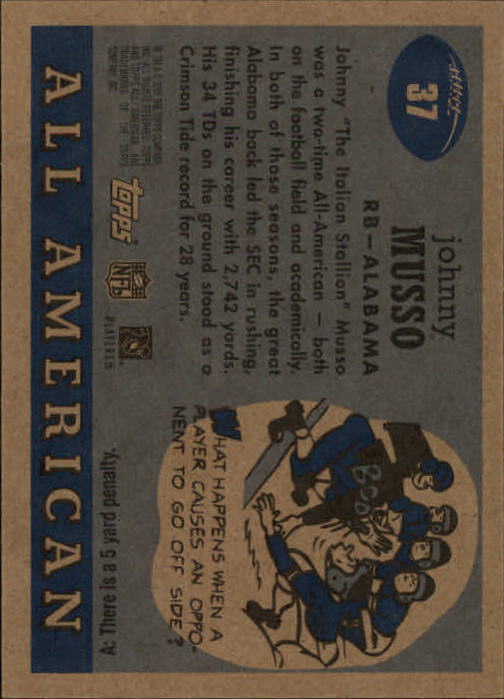 37
johnny
MUSSO
RB–ALABAMA
Johnny "The Italian Stallion" Musso
was a two-time All-American — both
on the football field and academically.
In both of those seasons, the great
Alabama back led the SEC in rushing,
finishing his career with 2,742 yards.
His 34 TDs on the ground stood as a
Crimson Tide record for 28 years.
BOO
WHAT HAPPENS WHEN A
PLAYER CAUSES AN OPPO-
NENT TO GO OFF SIDE?
A: There is a 5 yard penalty.
topps
NFL
PLAYERS
ALL AMERICAN